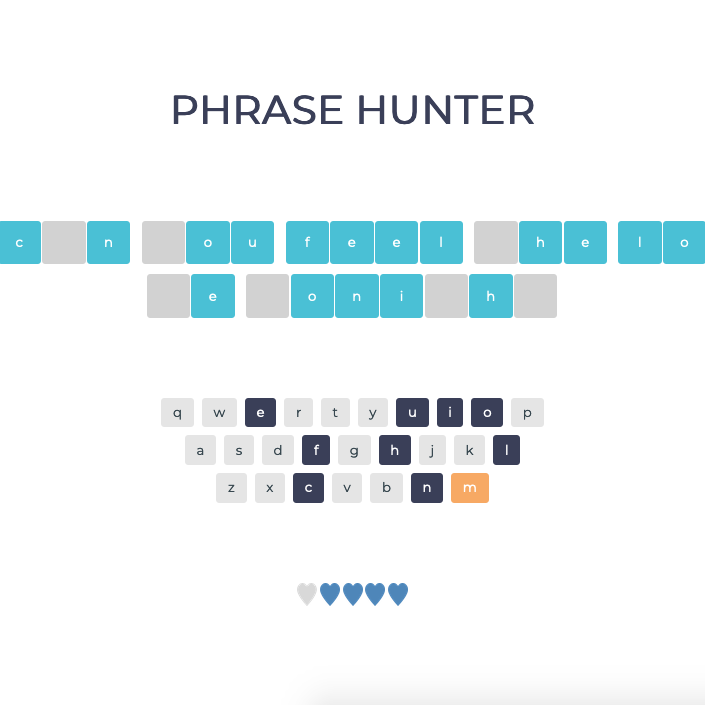 PHRASE HUNTER
c n o u f e e l h e l o
e o n i h
q w e r t y u i o p
a s d f g h j k l
z x c v b n m